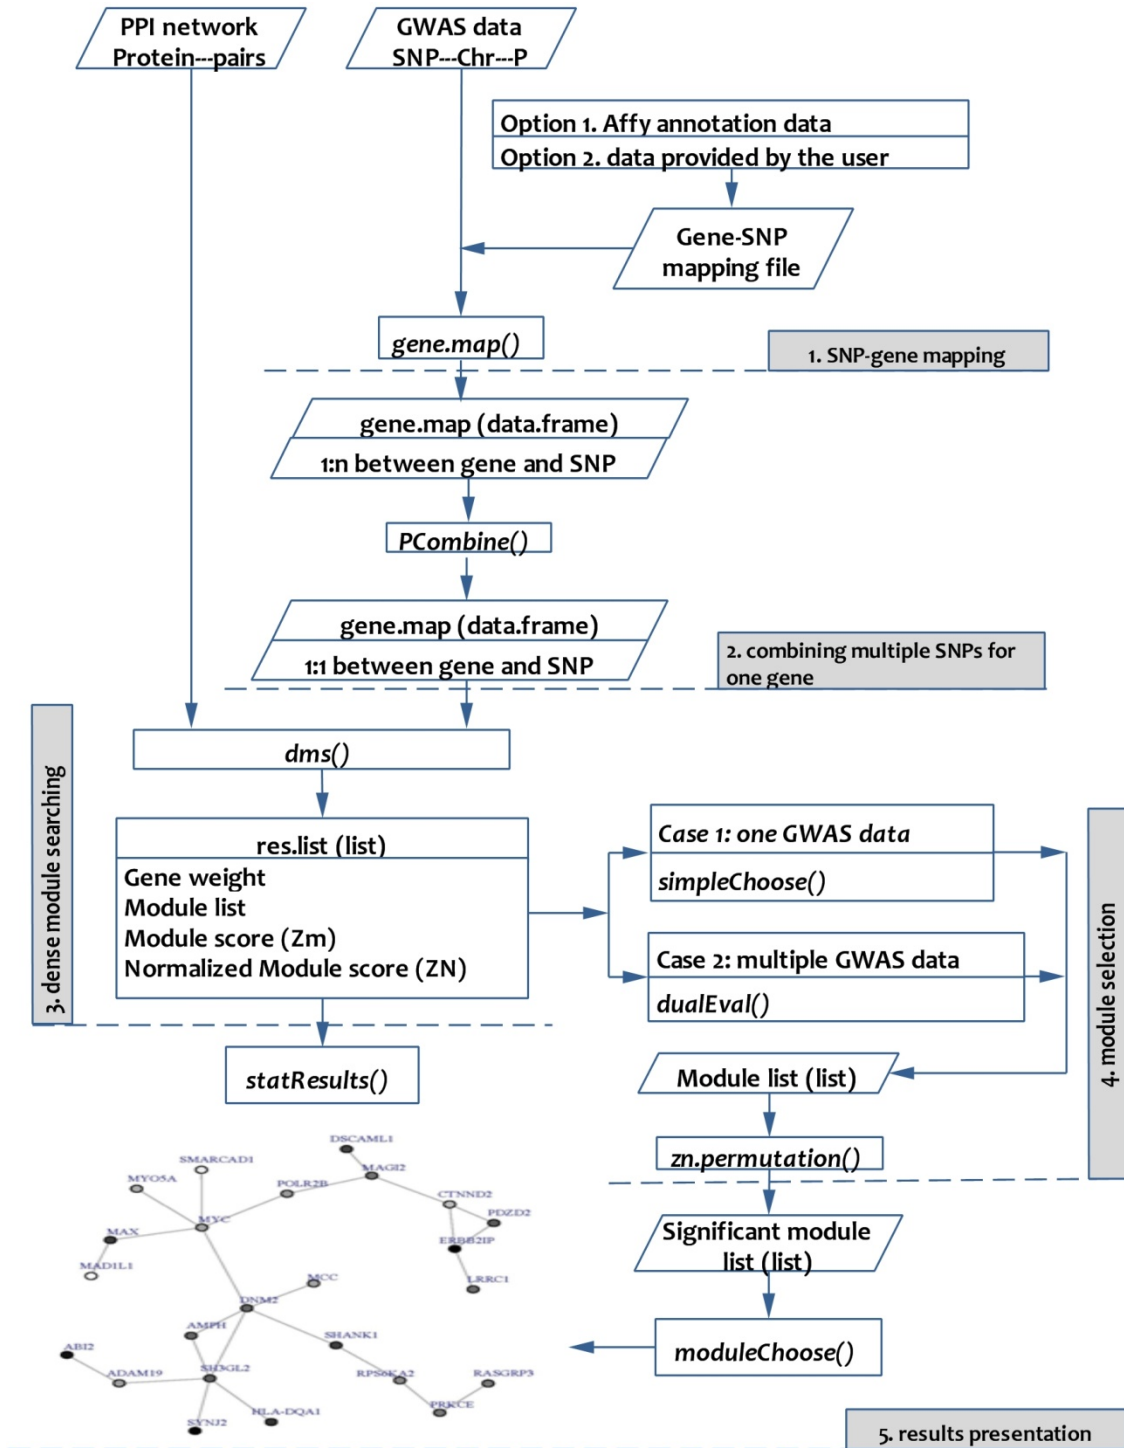 PPI network
Protein---pairs
GWAS data
SNP---Chr---P
Option 1. Affy annotation data
Option 2. data provided by the user
Gene-SNP
mapping file
gene.map()
1. SNP-gene mapping
gene.map (data.frame)
1:n between gene and SNP
PCombine()
gene.map (data.frame)
1:1 between gene and SNP
2. combining multiple SNPs for
one gene
dms()
3. dense module searching
res.list (list)
Gene weight
Module list
Module score (Zm)
Normalized Module score (ZN)
Case 1: one GWAS data
simpleChoose()
Case 2: multiple GWAS data
dualEval()
4. module selection
statResults()
Module list (list)
zn.permutation()
Significant module
list (list)
moduleChoose()
DSCAML1
SMARCAD1
MAGI2
MYO5A
POLR2B
CTNND2
MYC
PDZD2
MAX
ERBB2IP
MAD1L1
MCC
LRRC1
DNM2
AMPH
SHANK1
ABI2
ADAM19
SH3GL2
RPS6KA2
RASGRP3
PRKCE
SYNJ2
HLA-DQA1
5. results presentation